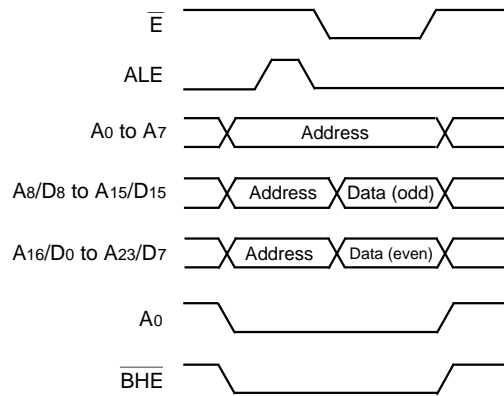 E
ALE
A0 to A7
Address
A8/D8 to A15/D15
Address
Data (odd)
A16/D0 to A23/D7
Address
Data (even)
A0
BHE